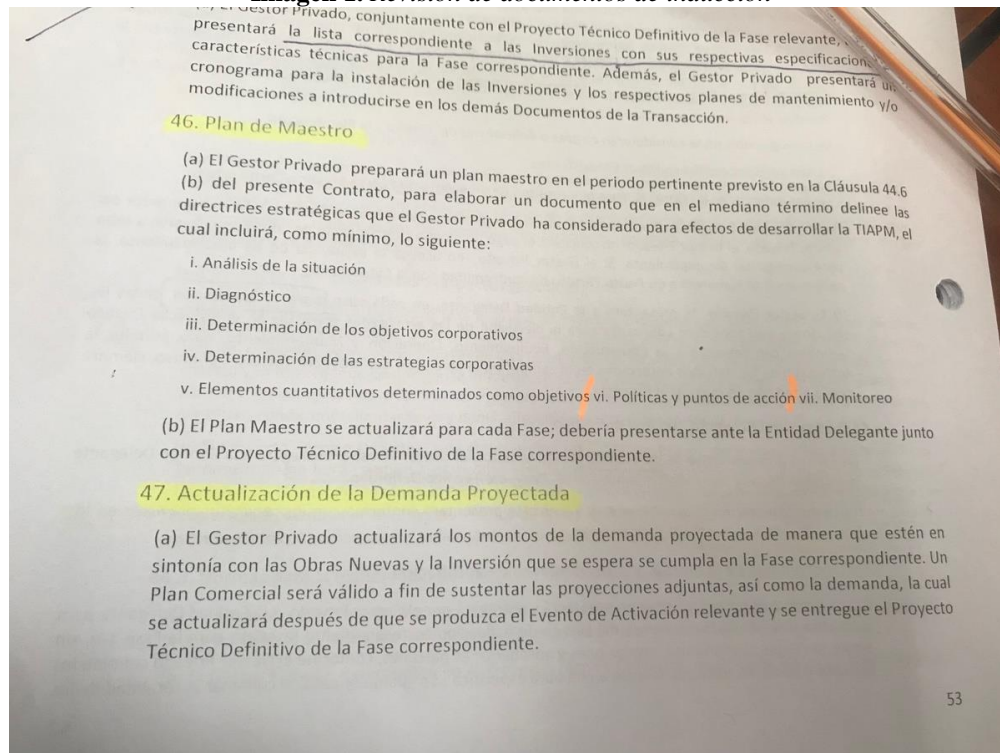 Gestor Privado, conjuntamente con el Proyecto Técnico Definitivo de la Fase relevante,
presentará la lista correspondiente a las Inversiones con sus respectivas
características técnicas para la Fase correspondiente. Además, el Gestor Privado presentará
cronograma para la instalación de las Inversiones y los respectivos planes de mantenimiento y/o
modificaciones a introducirse en los demás Documentos de la Transacción.
46. Plan de Maestro
(a) El Gestor Privado preparará un plan maestro en el periodo pertinente previsto en la Cláusula 44.6
(b) del presente Contrato, para elaborar un documento que en el mediano término delinee las
directrices estratégicas que el Gestor Privado ha considerado para efectos de desarrollar la TIAPM, el
cual incluirá, como mínimo, lo siguiente:
i. Análisis de la situación
ii. Diagnóstico
iii. Determinación de los objetivos corporativos
iv. Determinación de las estrategias corporativas
v. Elementos cuantitativos determinados como objetivos vi. Políticas y puntos de acción vii. Monitoreo
(b) El Plan Maestro se actualizará para cada Fase; debería presentarse ante la Entidad Delegante junto
con el Proyecto Técnico Definitivo de la Fase correspondiente.
47. Actualización de la Demanda Proyectada
(a) El Gestor Privado actualizará los montos de la demanda proyectada de manera que estén en
sintonía con las Obras Nuevas y la Inversión que se espera se cumpla en la Fase correspondiente. Un
Plan Comercial será válido a fin de sustentar las proyecciones adjuntas, así como la demanda, la cual
se actualizará después de que se produzca el Evento de Activación relevante y se entregue el Proyecto
Técnico Definitivo de la Fase correspondiente.
53